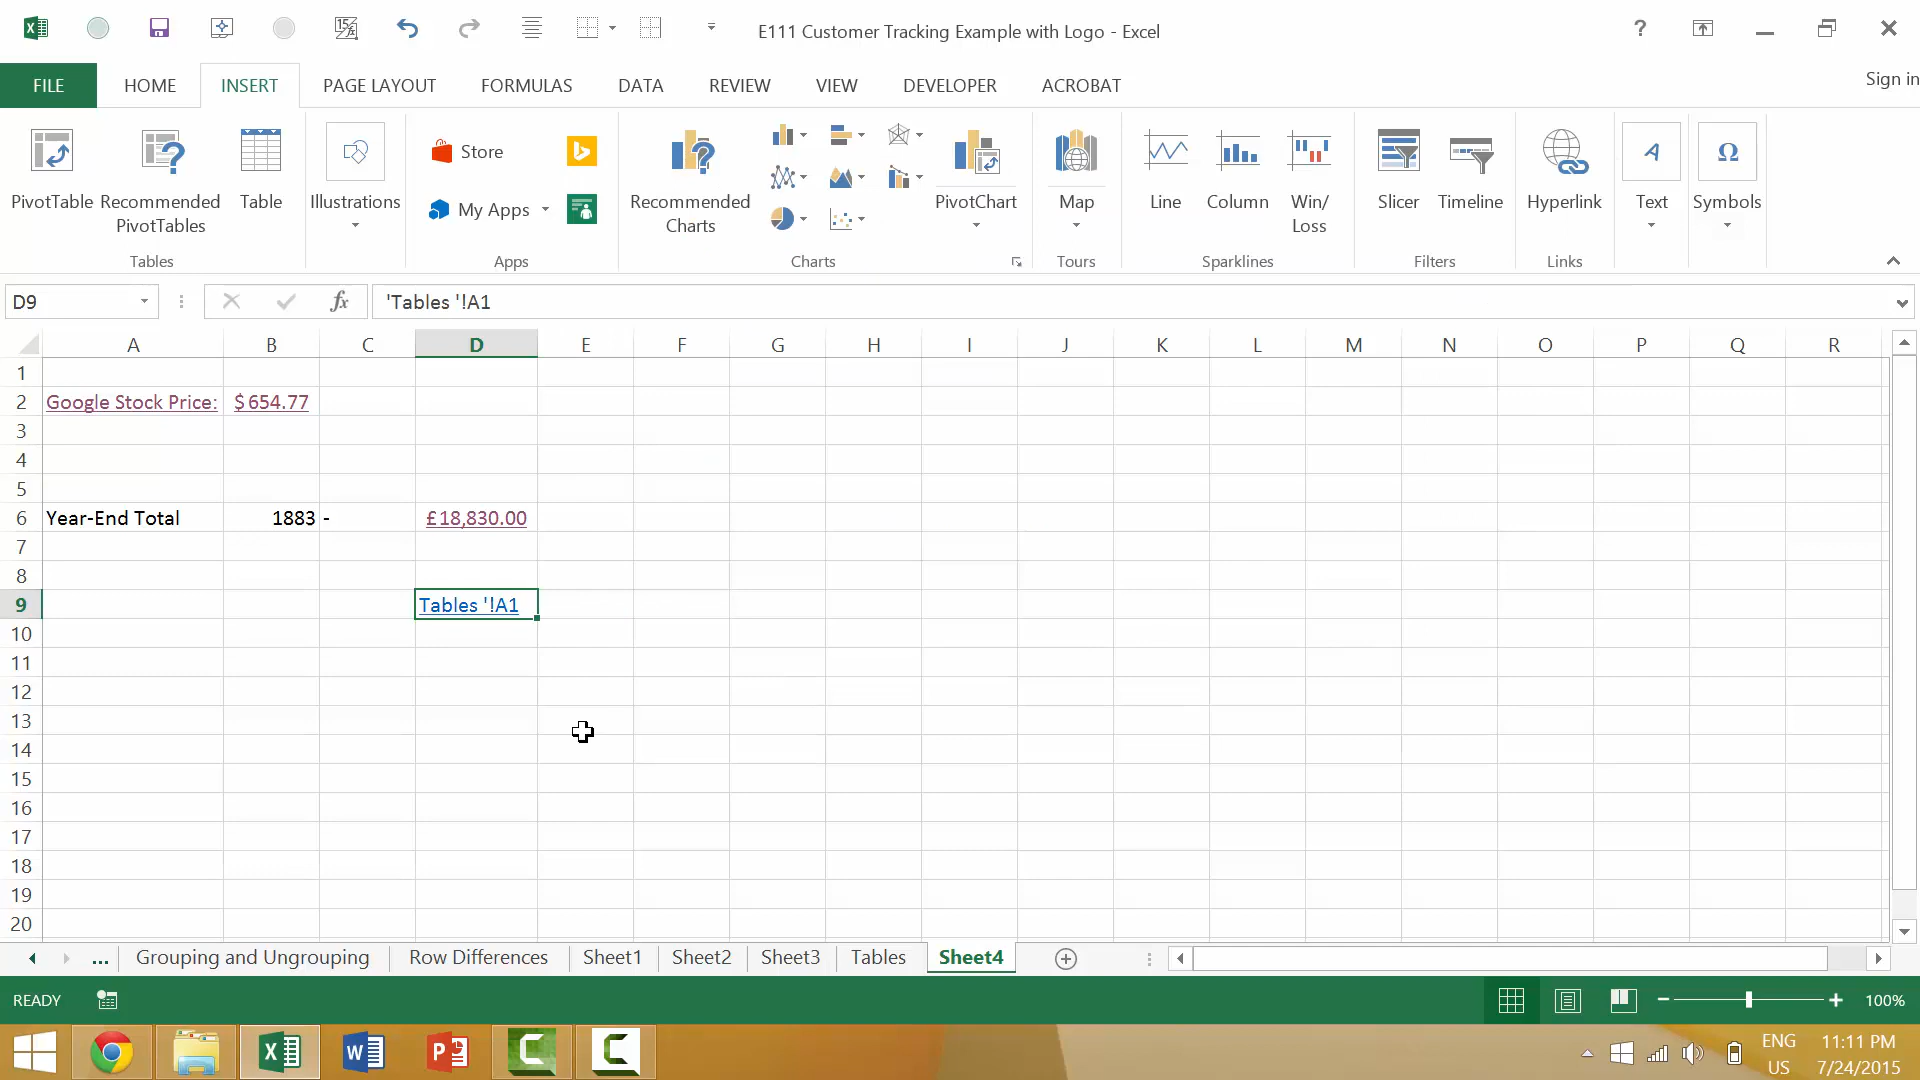 E111 Customer Tracking Example with Logo - Excel
?
FILE HOME INSERT PAGE LAYOUT FORMULAS DATA REVIEW VIEW DEVELOPER ACROBAT Sign in
PivotTable
Recommended
PivotTables
Table
Tables
Illustrations
Store
My Apps
Apps
Recommended
Charts
PivotChart
Charts
Map
Tours
Line
Column
Win/
Loss
Sparklines
Slicer
Timeline
Filters
Hyperlink
Links
Text
Symbols
D9 fx 'Tables '!A1
A B C D E F G H I J K L M N O P Q R
1
2 Google Stock Price: $ 654.77
3
4
5
6 Year-End Total 1883 - £18,830.00
7
8
9 Tables '!A1
10
11
12
13
14
15
16
17
18
19
20
... Grouping and Ungrouping Row Differences Sheet1 Sheet2 Sheet3 Tables Sheet4
READY 100%
ENG 11:11 PM
US 7/24/2015